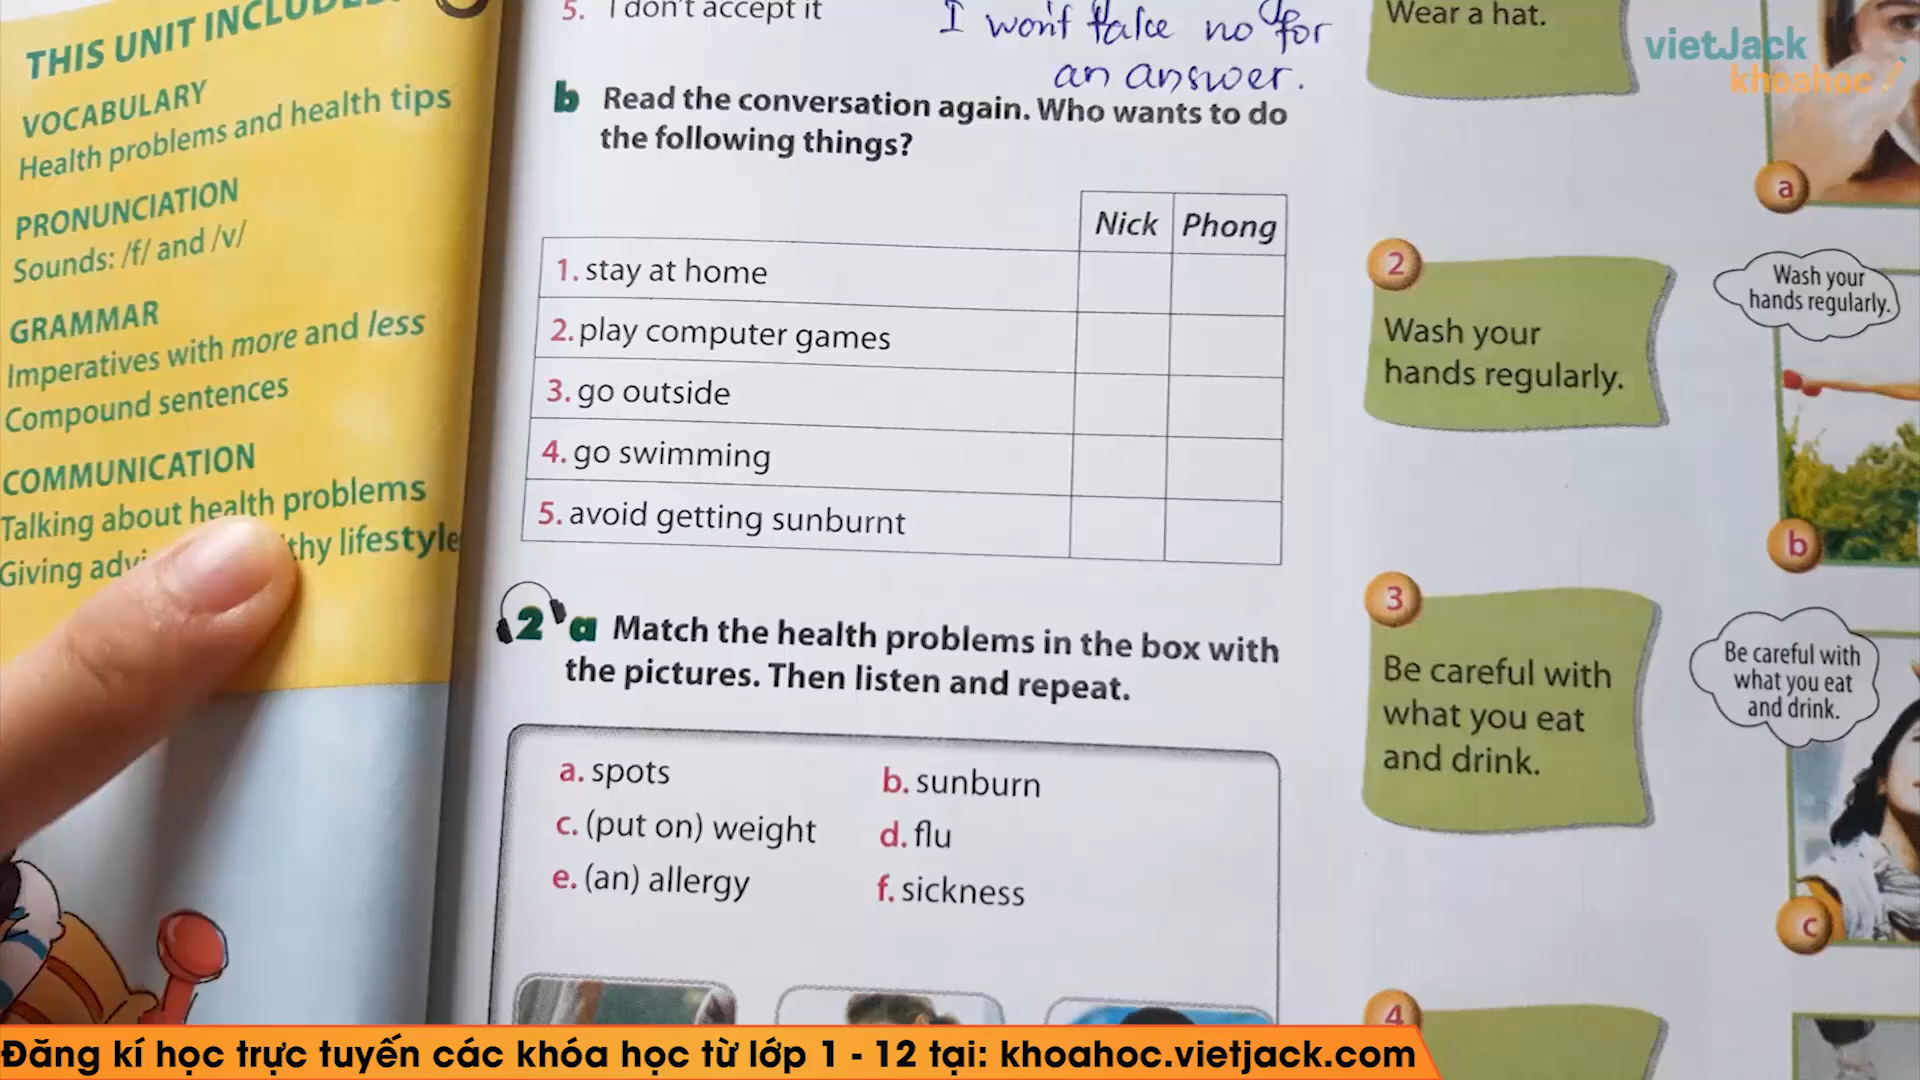 THIS UNIT INCLUDES:
VOCABULARY
Health problems and health tips
PRONUNCIATION
Sounds: /f/ and /v/
GRAMMAR
Imperatives with more and less
Compound sentences
COMMUNICATION
Talking about health problems
Giving thy lifestyle
5. I don't accept it
I won't take no for
an answer.
b Read the conversation again. Who wants to do
the following things?
Nick Phong
1. stay at home
2. play computer games
3. go outside
4. go swimming
5. avoid getting sunburnt
2 a Match the health problems in the box with
the pictures. Then listen and repeat.
a. spots b. sunburn
c. (put on) weight d. flu
e. (an) allergy f. sickness
Wear a hat.
2
Wash your
hands regularly.
3
Be careful with
what you eat
and drink.
4
a
Wash your
hands regularly.
b
Be careful with
what you eat
and drink.
c
vietJack
khoahoc
Đăng kí học trực tuyến các khóa học từ lớp 1 - 12 tại: khoahoc.vietjack.com